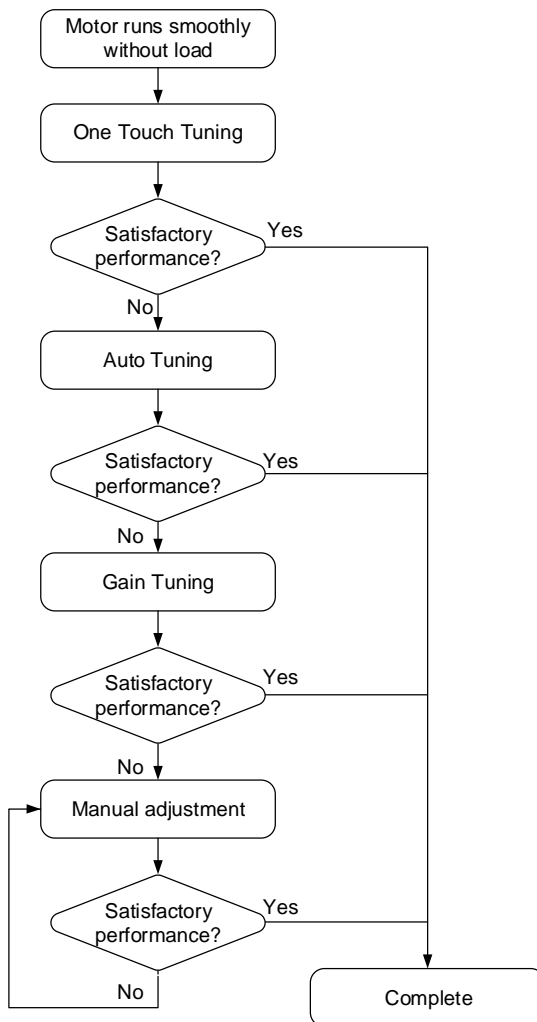 Motor runs smoothly
without load
One Touch Tuning
Satisfactory
performance?
Yes
No
Auto Tuning
Satisfactory
performance?
Yes
No
Gain Tuning
Satisfactory
performance?
Yes
No
Manual adjustment
Satisfactory
performance?
Yes
No
Complete